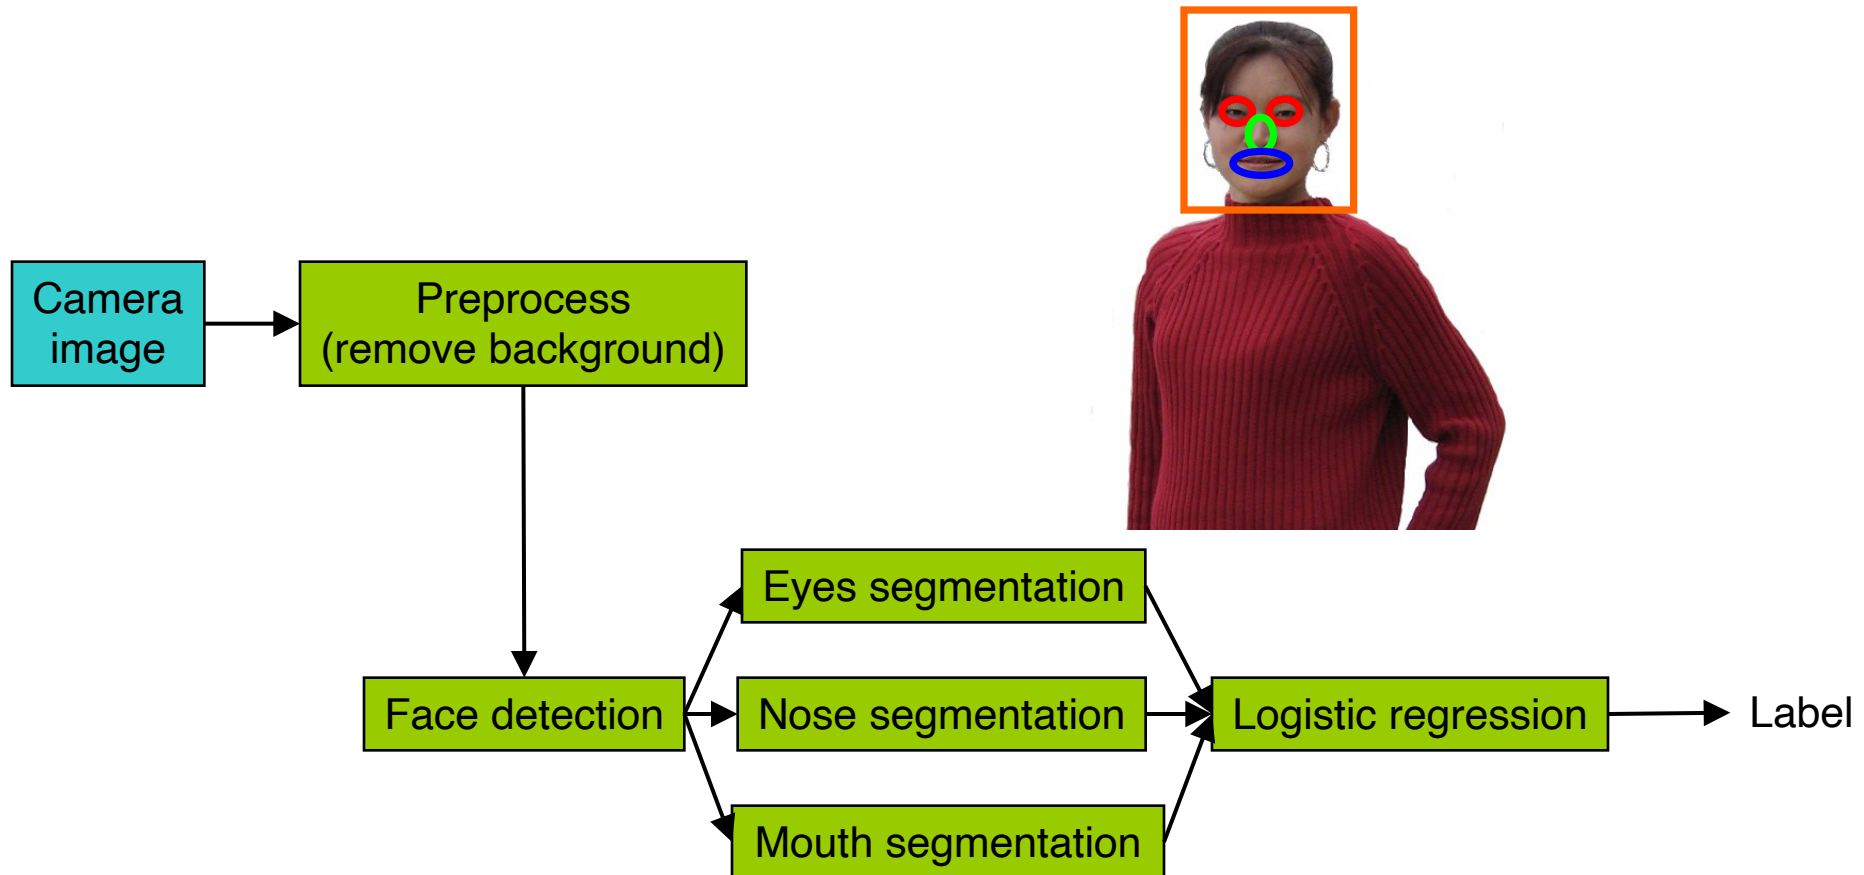 Camera
image
Preprocess
(remove background)
Eyes segmentation
Face detection
Nose segmentation
Logistic regression
Label
Mouth segmentation